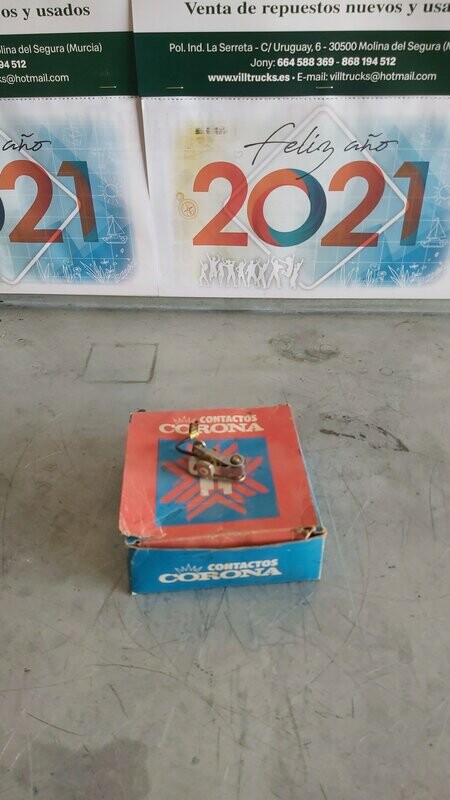 os y usados
olina del Segura (Murcia)
94 512
ks@hotmail.com
año
021
Venta de repuestos nuevos y usa
Pol. Ind. La Serreta - C/ Uruguay, 6 - 30500 Molina del Segura (M
Jony: 664 588 369 - 868 194 512
www.villtrucks.es • E-mail: villtrucks@hotmail.com
feliz año
2021
CONTACTOS
CORONA
CONTACTOS
CORONA